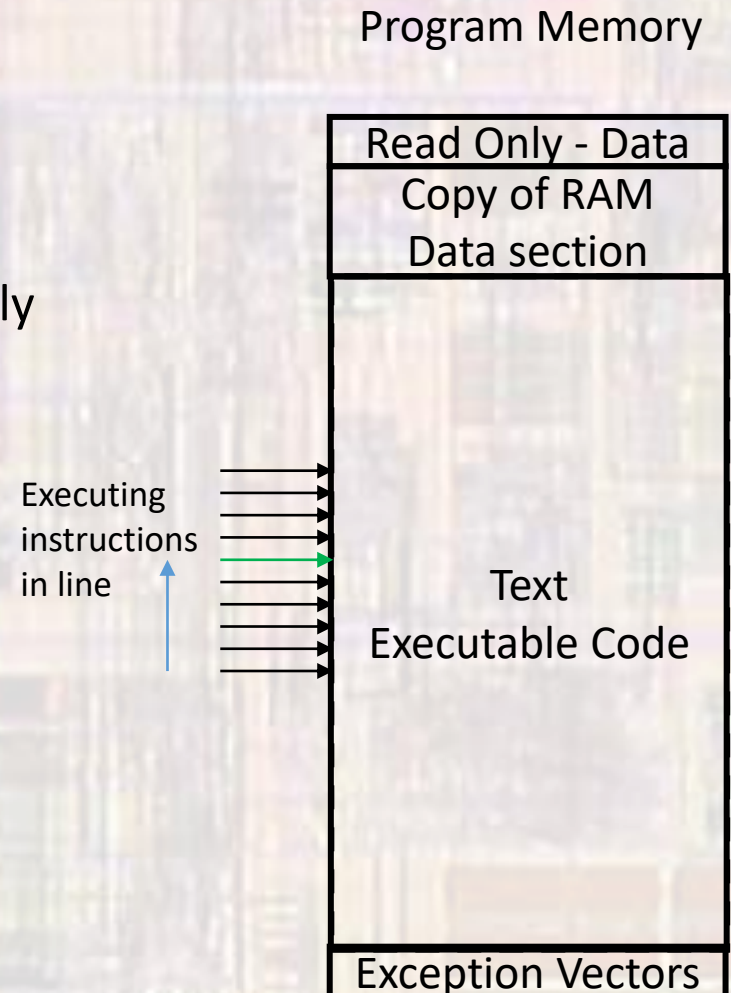 Program Memory
Read Only - Data
Copy of RAM
Data section
ly
Executing
instructions
in line
Text
Executable Code
Exception Vectors